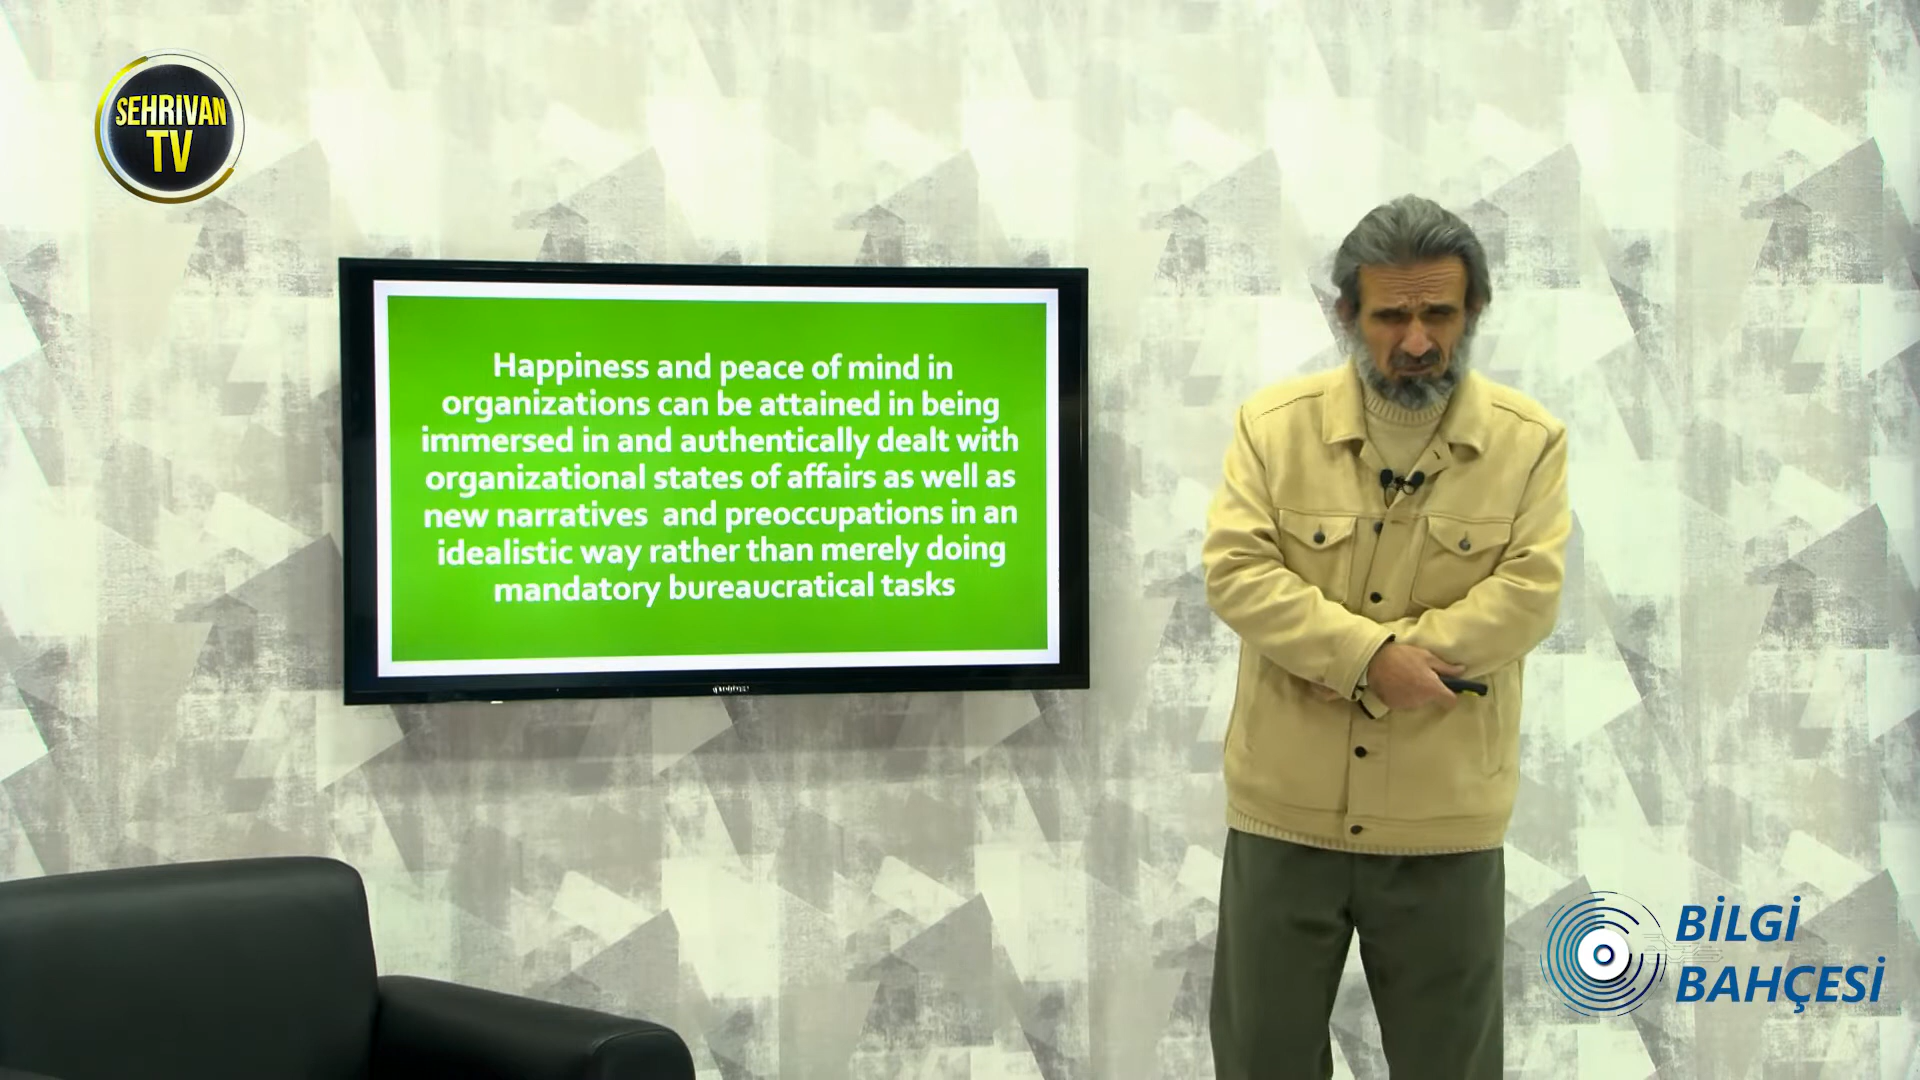 SEHRİVAN
TV
Happiness and peace of mind in
organizations can be attained in being
immersed in and authentically dealt with
organizational states of affairs as well as
new narratives  and preoccupations in an
idealistic way rather than merely doing
mandatory bureaucratical tasks
BİLGİ
BAHÇESİ